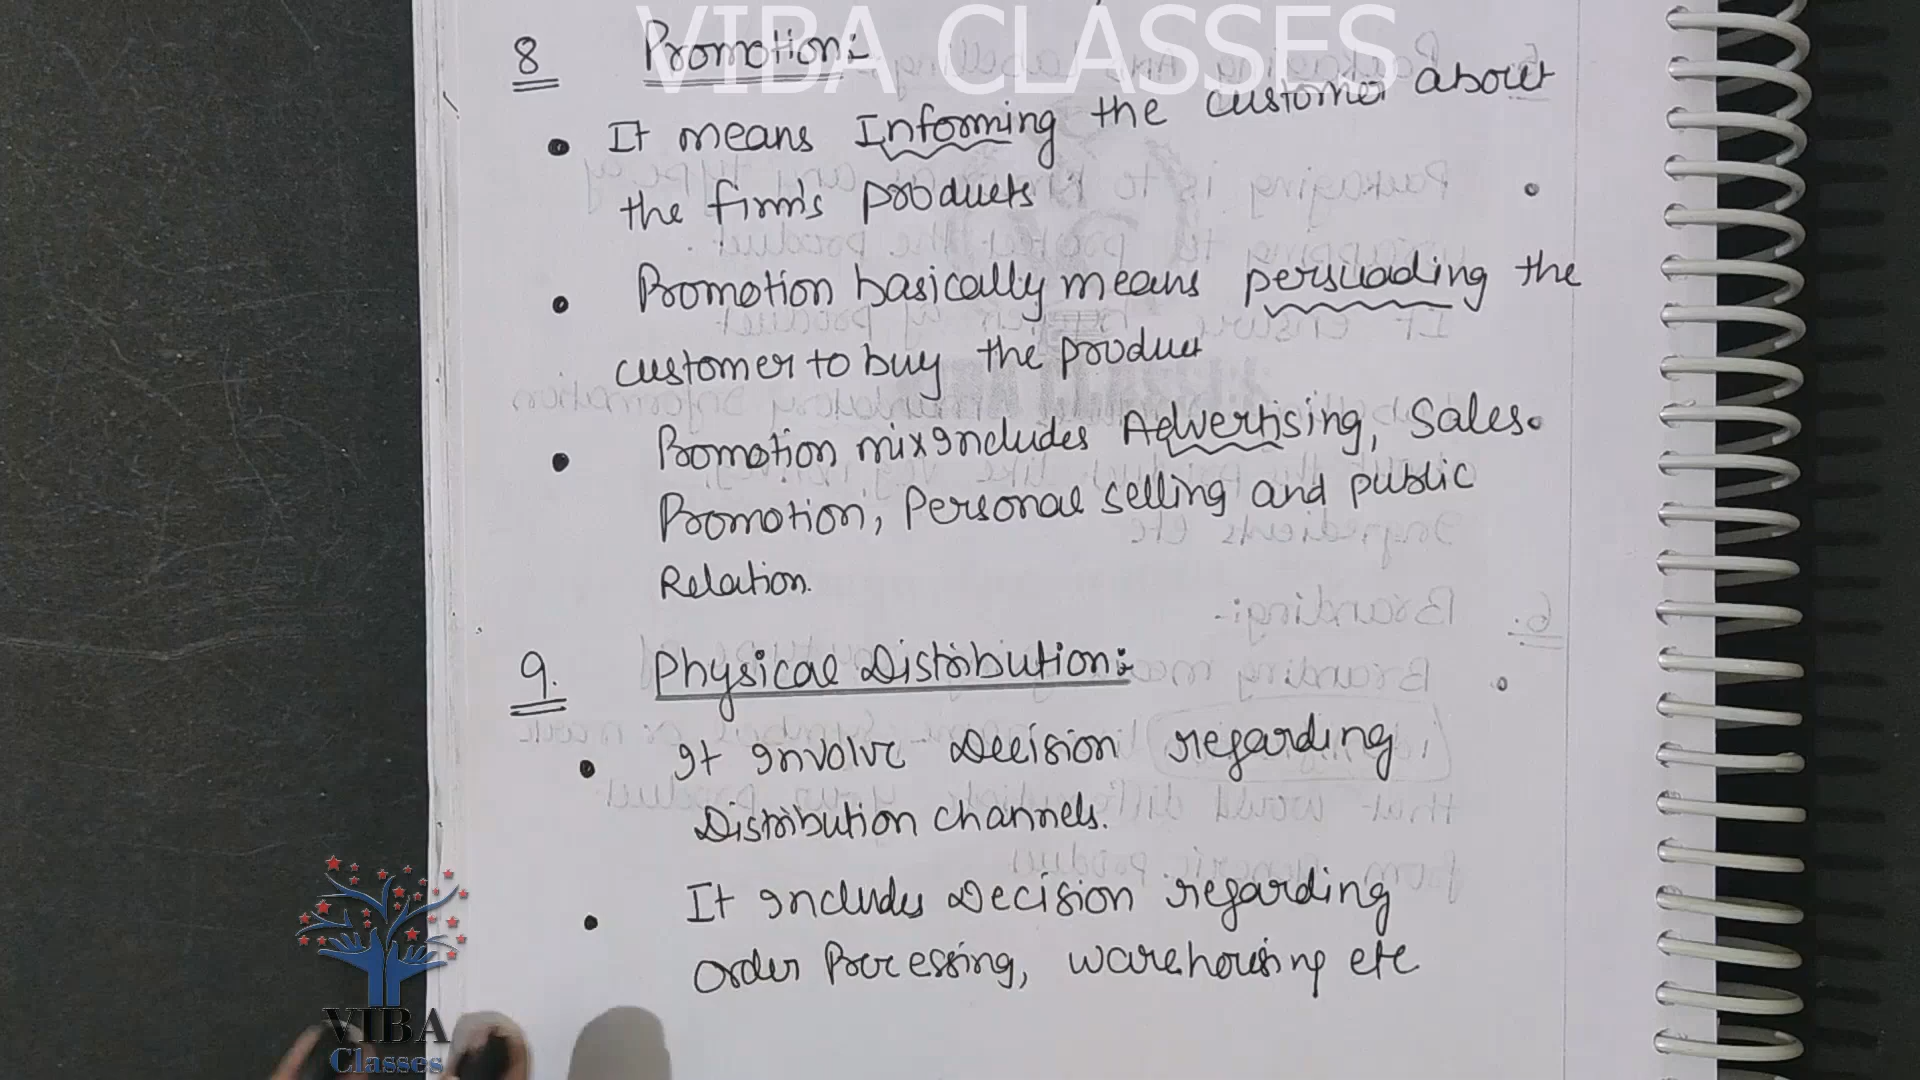 VIBA CLASSES
8 Promotion:-
• It means Informing the customer about
the firm's products
• Promotion basically means persuading the
customer to buy the product
• Promotion mix Includes Advertising, Sales
Promotion, Personal selling and public
Relation.
9. Physical Distribution:-
• It Involve Decision regarding
Distribution channels.
• It Includes Decision regarding
order Processing, warehousing etc
VIBA
Classes